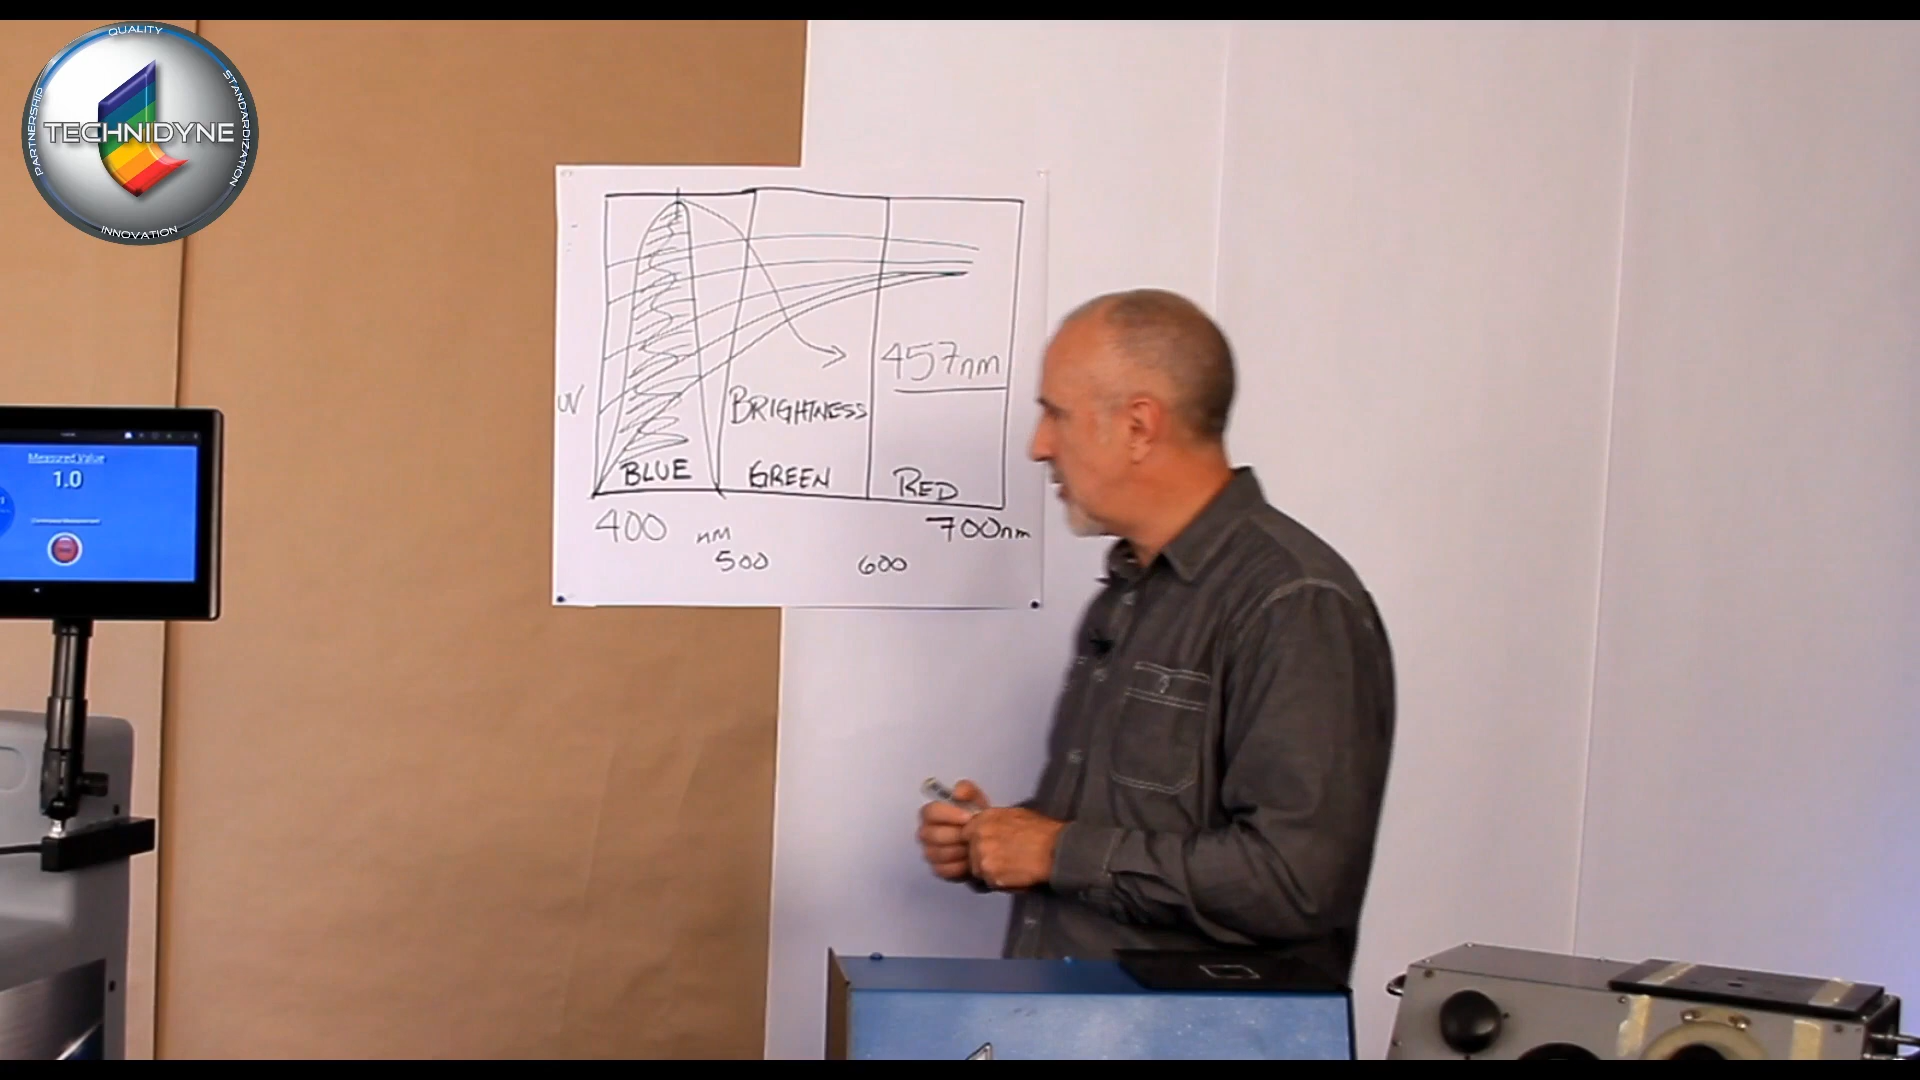 QUALITY
PARTNERSHIP
STANDARDIZATION
TECHNIDYNE
INNOVATION
457nm
UV
BRIGHTNESS
BLUE
GREEN
RED
400
nm
700nm
500
600
Measured Value
1.0